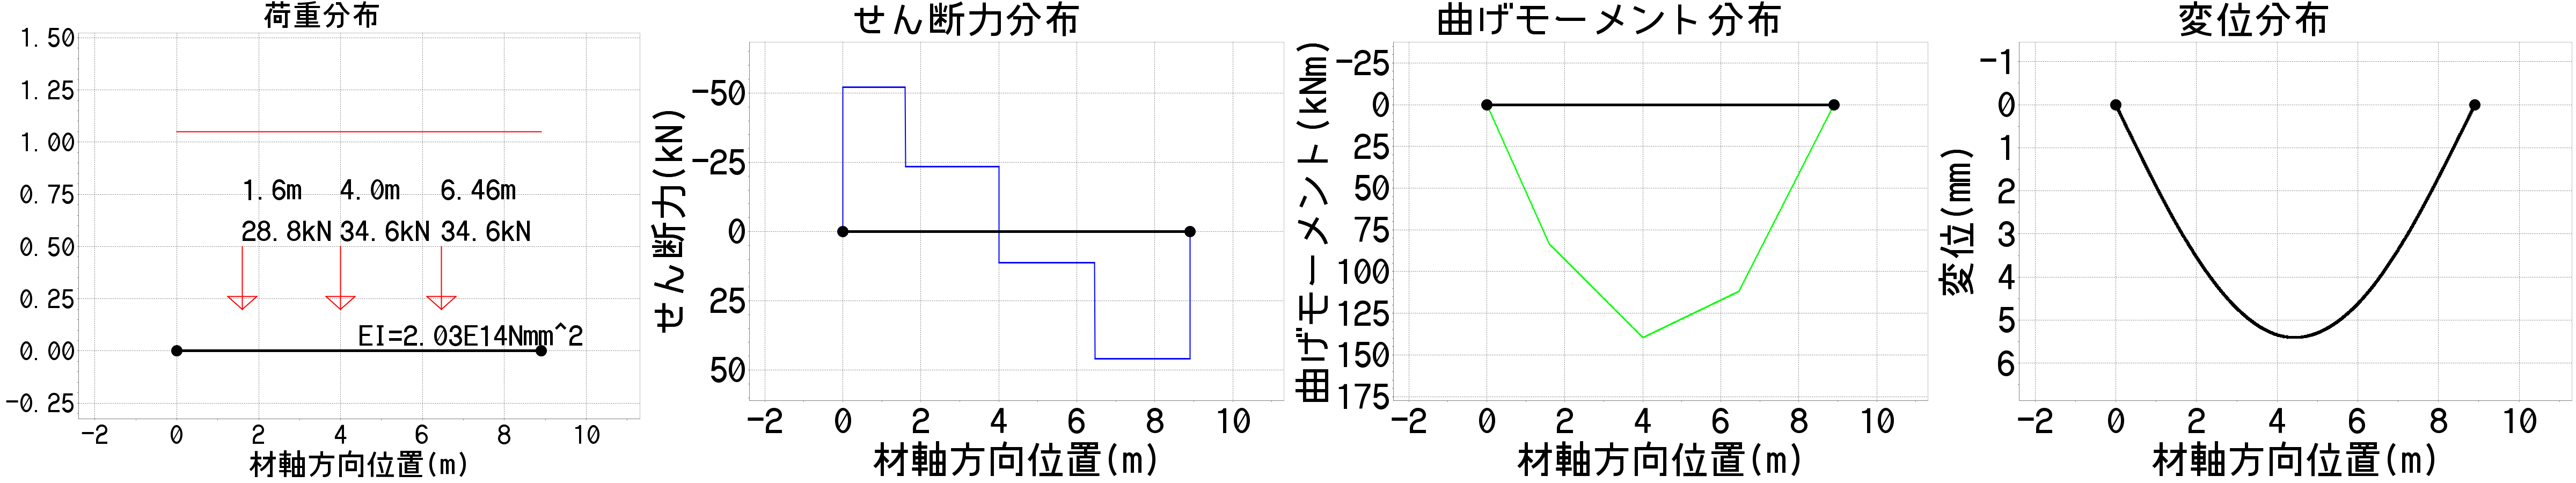 荷重分布
1.50
1.25
1.00
0.75
0.50
0.25
0.00
-0.25
1.6m 4.0m 6.46m
28.8kN 34.6kN 34.6kN
EI=2.03E14Nmm^2
-2 0 2 4 6 8 10
材軸方向位置(m)
せん断力分布
せん断力(kN)
-50
-25
0
25
50
-2 0 2 4 6 8 10
材軸方向位置(m)
曲げモーメント分布
曲げモーメント(kNm)
-25
0
25
50
75
100
125
150
175
-2 0 2 4 6 8 10
材軸方向位置(m)
変位分布
変位(mm)
-1
0
1
2
3
4
5
6
-2 0 2 4 6 8 10
材軸方向位置(m)